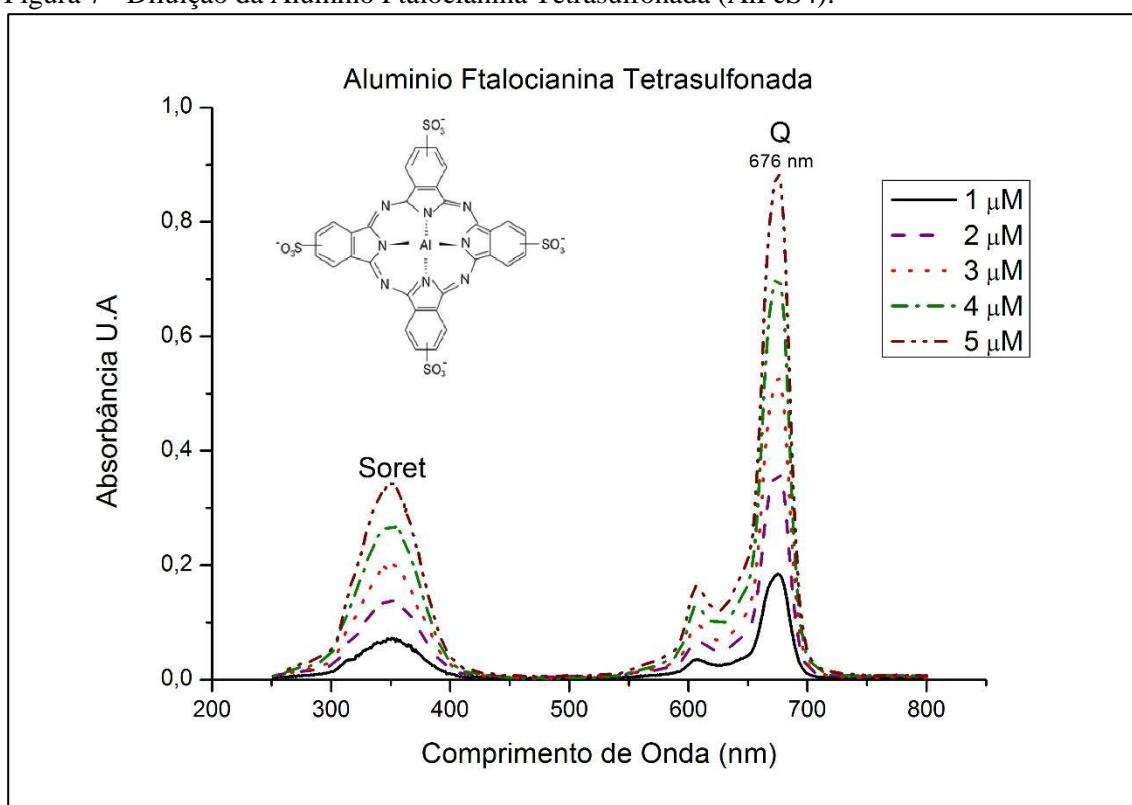 Figura 7 - Diluição da Alumínio Ftalocianina Tetrasulfonada (AlPcS4).
Aluminio Ftalocianina Tetrasulfonada
1,0
0,8
0,6
0,4
0,2
0,0
Absorbância U.A
200
300
400
500
600
700
800
Comprimento de Onda (nm)
Soret
Q
676 nm
1 μM
2 μM
3 μM
4 μM
5 μM
SO₃⁻
N
N
N
⁻O₃S
N
Al
N
SO₃⁻
N
N
N
SO₃⁻